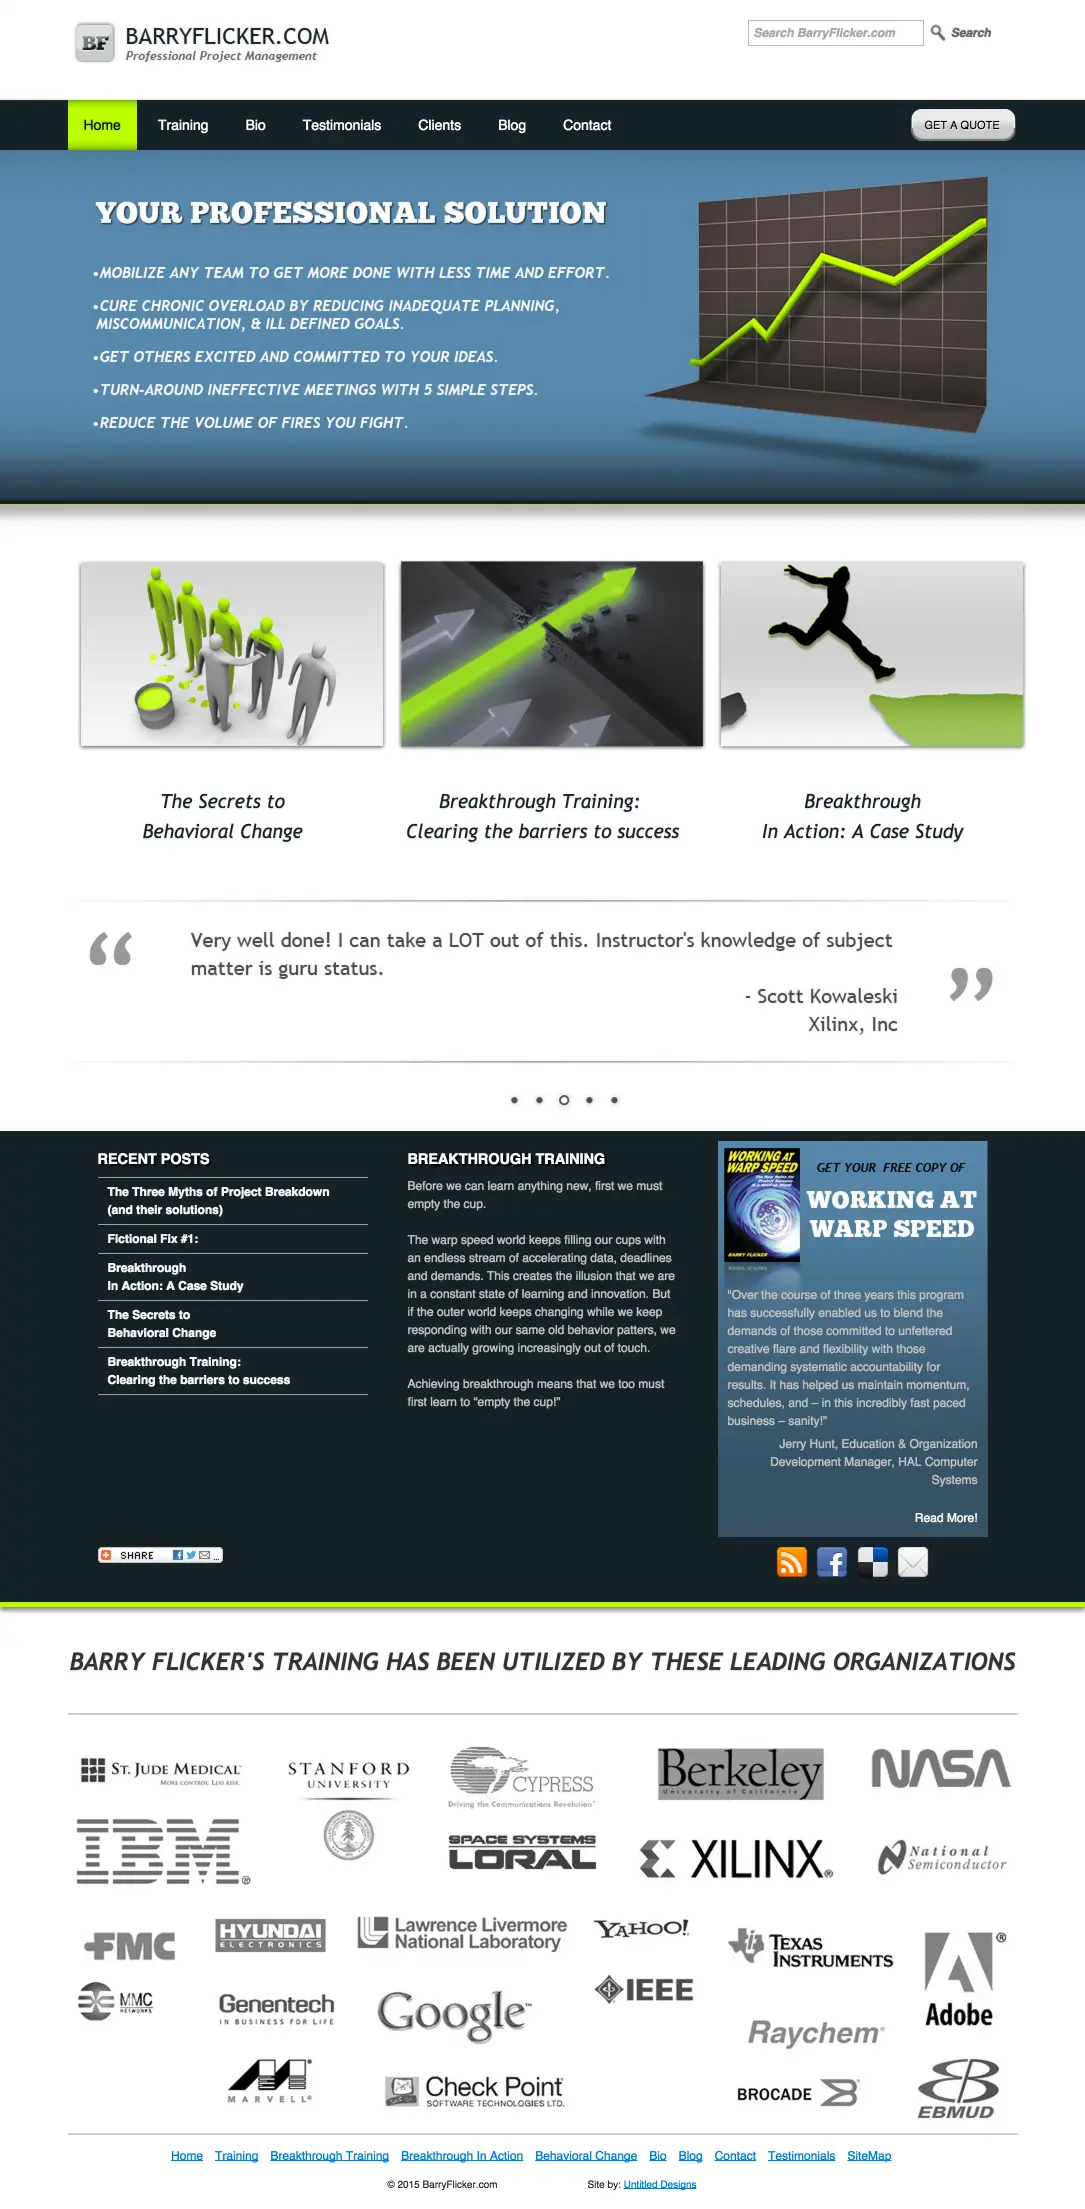 BF
BARRYFLICKER.COM
Professional Project Management
Search BarryFlicker.com
Search
Home
Training
Bio
Testimonials
Clients
Blog
Contact
GET A QUOTE
YOUR PROFESSIONAL SOLUTION
•MOBILIZE ANY TEAM TO GET MORE DONE WITH LESS TIME AND EFFORT.
•CURE CHRONIC OVERLOAD BY REDUCING INADEQUATE PLANNING,
MISCOMMUNICATION, & ILL DEFINED GOALS.
•GET OTHERS EXCITED AND COMMITTED TO YOUR IDEAS.
•TURN-AROUND INEFFECTIVE MEETINGS WITH 5 SIMPLE STEPS.
•REDUCE THE VOLUME OF FIRES YOU FIGHT.
The Secrets to
Behavioral Change
Breakthrough Training:
Clearing the barriers to success
Breakthrough
In Action: A Case Study
“
Very well done! I can take a LOT out of this. Instructor's knowledge of subject
matter is guru status.
- Scott Kowaleski
Xilinx, Inc
”
RECENT POSTS
The Three Myths of Project Breakdown
(and their solutions)
Fictional Fix #1:
Breakthrough
In Action: A Case Study
The Secrets to
Behavioral Change
Breakthrough Training:
Clearing the barriers to success
SHARE
...
BREAKTHROUGH TRAINING
Before we can learn anything new, first we must
empty the cup.
The warp speed world keeps filling our cups with
an endless stream of accelerating data, deadlines
and demands. This creates the illusion that we are
in a constant state of learning and innovation. But
if the outer world keeps changing while we keep
responding with our same old behavior patters, we
are actually growing increasingly out of touch.
Achieving breakthrough means that we too must
first learn to “empty the cup!”
WORKING AT
WARP SPEED
BARRY FLICKER
GET YOUR FREE COPY OF
WORKING AT
WARP SPEED
"Over the course of three years this program
has successfully enabled us to blend the
demands of those committed to unfettered
creative flare and flexibility with those
demanding systematic accountability for
results. It has helped us maintain momentum,
schedules, and – in this incredibly fast paced
business – sanity!"
Jerry Hunt, Education & Organization
Development Manager, HAL Computer
Systems
Read More!
BARRY FLICKER'S TRAINING HAS BEEN UTILIZED BY THESE LEADING ORGANIZATIONS
ST. JUDE MEDICAL
MORE CONTROL. LESS RISK.
STANFORD
UNIVERSITY
CYPRESS
Driving the Communications Revolution™
Berkeley
University of California
NASA
IBM®
SPACE SYSTEMS
LORAL
XILINX®
National
Semiconductor
FMC
HYUNDAI
ELECTRONICS
Lawrence Livermore
National Laboratory
YAHOO!
TEXAS
INSTRUMENTS
Adobe®
MMC
NETWORKS
Genentech
IN BUSINESS FOR LIFE
Google™
IEEE
Raychem®
MARVELL®
Check Point™
SOFTWARE TECHNOLOGIES LTD.
BROCADE
EBMUD
Home Training Breakthrough Training Breakthrough In Action Behavioral Change Bio Blog Contact Testimonials SiteMap
© 2015 BarryFlicker.com
Site by: Untitled Designs